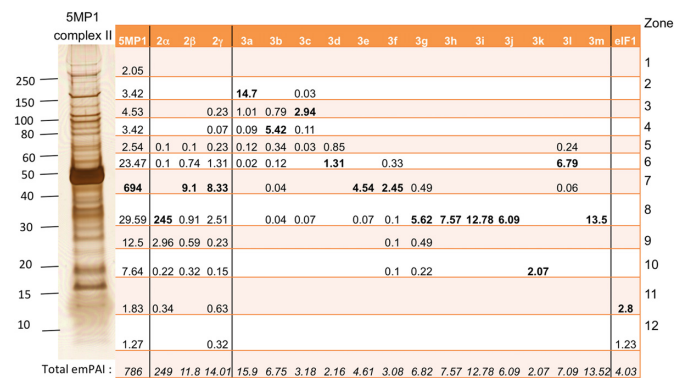 5MP1
complex II
Zone
5MP1 2α 2β 2γ 3a 3b 3c 3d 3e 3f 3g 3h 3i 3j 3k 3l 3m eIF1
2.05 1
250
3.42 14.7 0.03 2
150
4.53 0.23 1.01 0.79 2.94 3
100
3.42 0.07 0.09 5.42 0.11 4
80
2.54 0.1 0.1 0.23 0.12 0.34 0.03 0.85 0.24 5
60
23.47 0.1 0.74 1.31 0.02 0.12 1.31 0.33 6.79 6
50
694 9.1 8.33 0.04 4.54 2.45 0.49 0.06 7
40
29.59 245 0.91 2.51 0.04 0.07 0.07 0.1 5.62 7.57 12.78 6.09 13.5 8
30
12.5 2.96 0.59 0.23 0.1 0.49 9
20
7.64 0.22 0.32 0.15 0.1 0.22 2.07 10
15
1.83 0.34 0.63 2.8 11
10
1.27 0.32 1.23 12
Total emPAI : 786 249 11.8 14.01 15.9 6.75 3.18 2.16 4.61 3.08 6.82 7.57 12.78 6.09 2.07 7.09 13.52 4.03